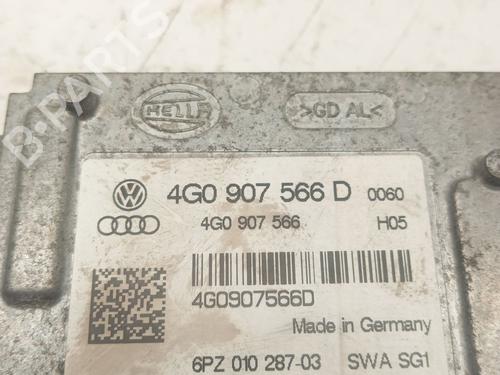 B-PARTS
HELLA
>GD AL<
4G0 907 566 D 0060
4G0 907 566 H05
4G0907566D
Made in Germany
6PZ 010 287-03 SWA SG1